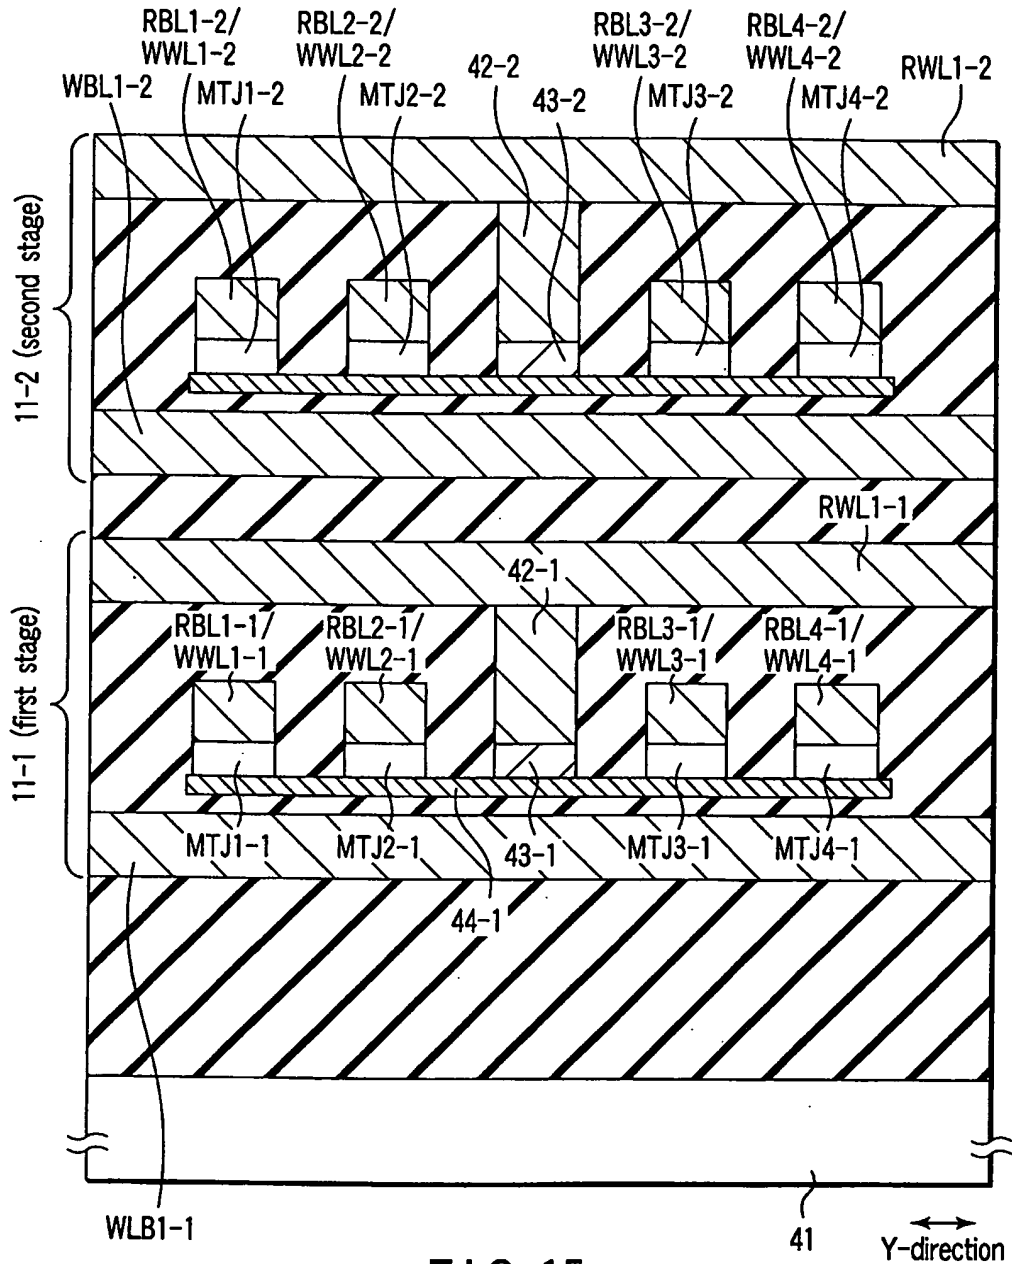 RBL1-2/
WWL1-2
RBL2-2/
WWL2-2
RBL3-2/
WWL3-2
RBL4-2/
WWL4-2
42-2
RWL1-2
WBL1-2
MTJ1-2
MTJ2-2
43-2
MTJ3-2
MTJ4-2
11-2 (second stage)
RWL1-1
42-1
11-1 (first stage)
RBL1-1/
WWL1-1
RBL2-1/
WWL2-1
RBL3-1/
WWL3-1
RBL4-1/
WWL4-1
MTJ1-1
MTJ2-1
43-1
MTJ3-1
MTJ4-1
44-1
WLB1-1
41
Y-direction